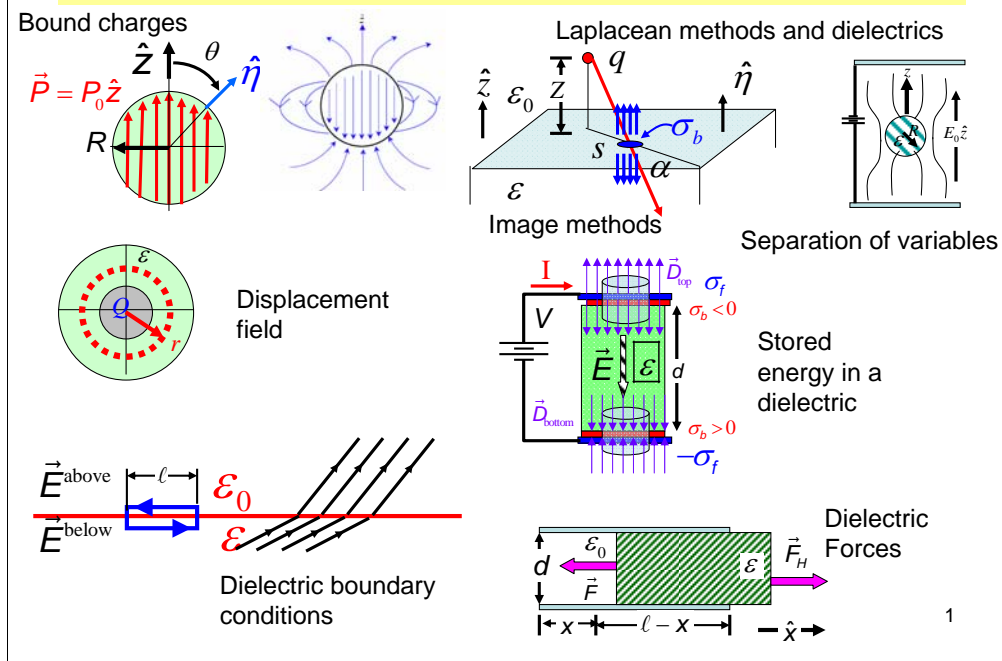 Bound charges
ẑ
θ
η̂
P⃗ = P₀ẑ
R
z
Laplacean methods and dielectrics
q
ẑ
Z
ε₀
η̂
σ_b
s
α
ε
Image methods
z
R
ε
E₀ẑ
Separation of variables
ε
Q
r
Displacement
field
I
D⃗_top
σ_f
σ_b<0
V
E⃗
ε
d
D⃗_bottom
σ_b>0
−σ_f
Stored
energy in a
dielectric
E⃗^above
ℓ
ε₀
E⃗^below
ε
Dielectric boundary
conditions
Dielectric
Forces
d
ε₀
F⃗
ε
F⃗_H
x
ℓ − x
x̂
1